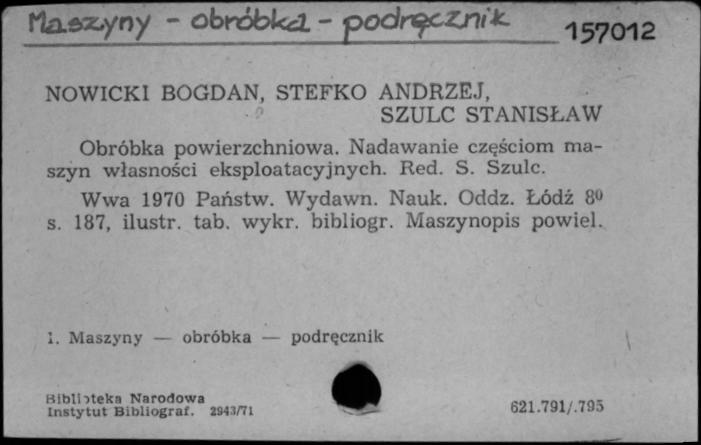 Maszyny - obróbka - podręcznik
157012
NOWICKI BOGDAN, STEFKO ANDRZEJ,
SZULC STANISŁAW
Obróbka powierzchniowa. Nadawanie częściom ma-
szyn własności eksploatacyjnych. Red. S. Szulc.
Wwa 1970 Państw. Wydawn. Nauk. Oddz. Łódź 8⁰
s. 187, ilustr. tab. wykr. bibliogr. Maszynopis powiel.
1. Maszyny — obróbka — podręcznik
Biblioteka Narodowa
Instytut Bibliograf. 2943/71
621.791/.795